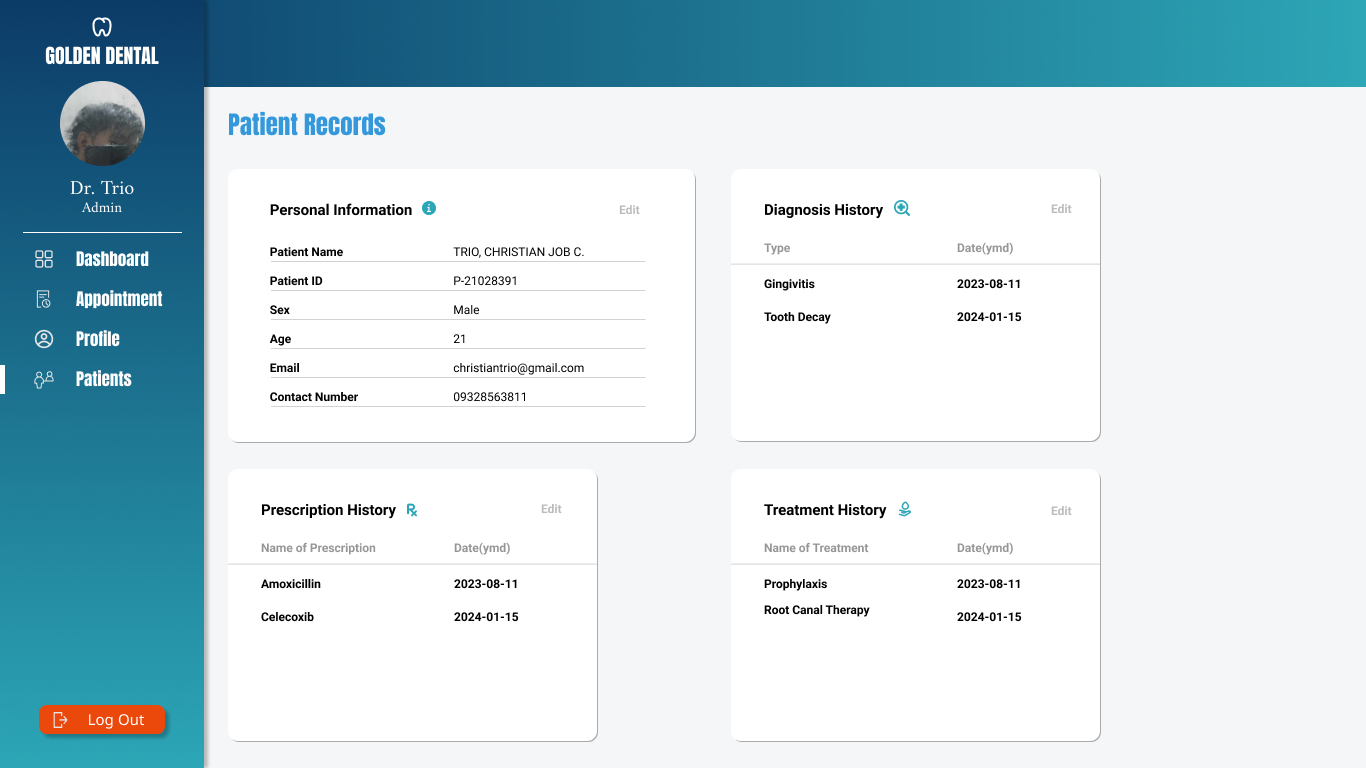 GOLDEN DENTAL
Dr. Trio
Admin
Dashboard
Appointment
Profile
Patients
Log Out
Patient Records
Personal Information
Edit
Patient Name TRIO, CHRISTIAN JOB C.
Patient ID P-21028391
Sex Male
Age 21
Email christiantrio@gmail.com
Contact Number 09328563811
Diagnosis History
Edit
Type Date(ymd)
Gingivitis 2023-08-11
Tooth Decay 2024-01-15
Prescription History
Edit
Name of Prescription Date(ymd)
Amoxicillin 2023-08-11
Celecoxib 2024-01-15
Treatment History
Edit
Name of Treatment Date(ymd)
Prophylaxis 2023-08-11
Root Canal Therapy 2024-01-15